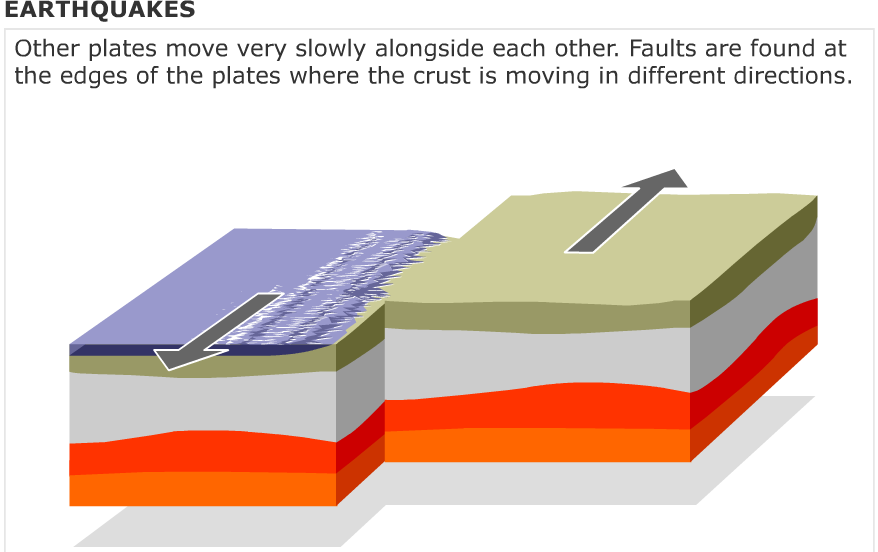 EARTHQUAKES
Other plates move very slowly alongside each other. Faults are found at
the edges of the plates where the crust is moving in different directions.